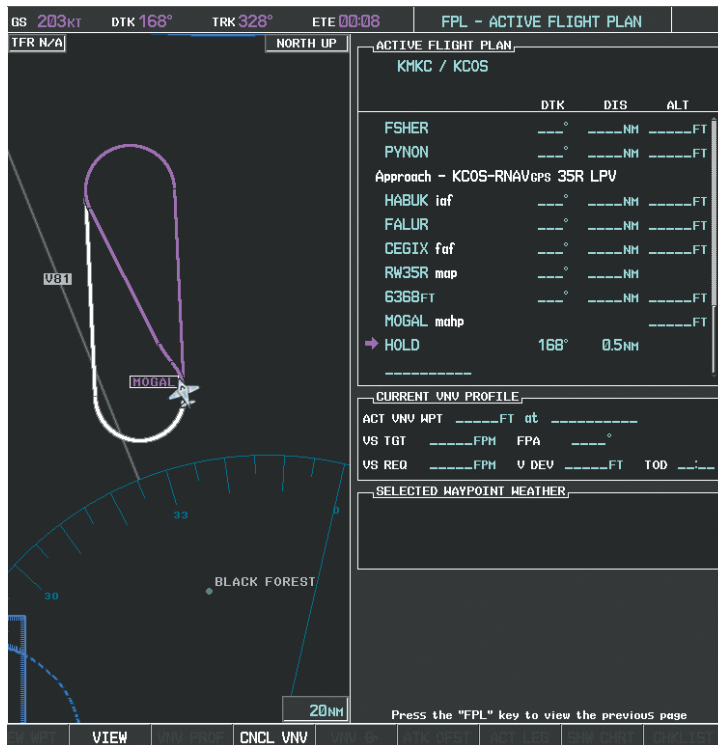 GS 203KT DTK 168° TRK 328° ETE 00:08 FPL - ACTIVE FLIGHT PLAN
TFR N/A NORTH UP
V81
MOGAL
33
0
30
BLACK FOREST
20NM
ACTIVE FLIGHT PLAN
KMKC / KCOS
DTK DIS ALT
FSHER ___° ____NM _____FT
PYNON ___° ____NM _____FT
Approach - KCOS-RNAVGPS 35R LPV
HABUK iaf ___° ____NM _____FT
FALUR ___° ____NM _____FT
CEGIX faf ___° ____NM _____FT
RW35R map ___° ____NM
6368FT ___° ____NM _____FT
MOGAL mahp _____FT
HOLD 168° 0.5NM
__________
CURRENT VNV PROFILE
ACT VNV WPT _____FT at __________
VS TGT _____FPM FPA ____°
VS REQ _____FPM V DEV _____FT TOD __:__
SELECTED WAYPOINT WEATHER
Press the "FPL" key to view the previous page
EW WPT VIEW VNV PROF CNCL VNV VNV ATK OFST ACT LEG SHW CHRT CHKLIST